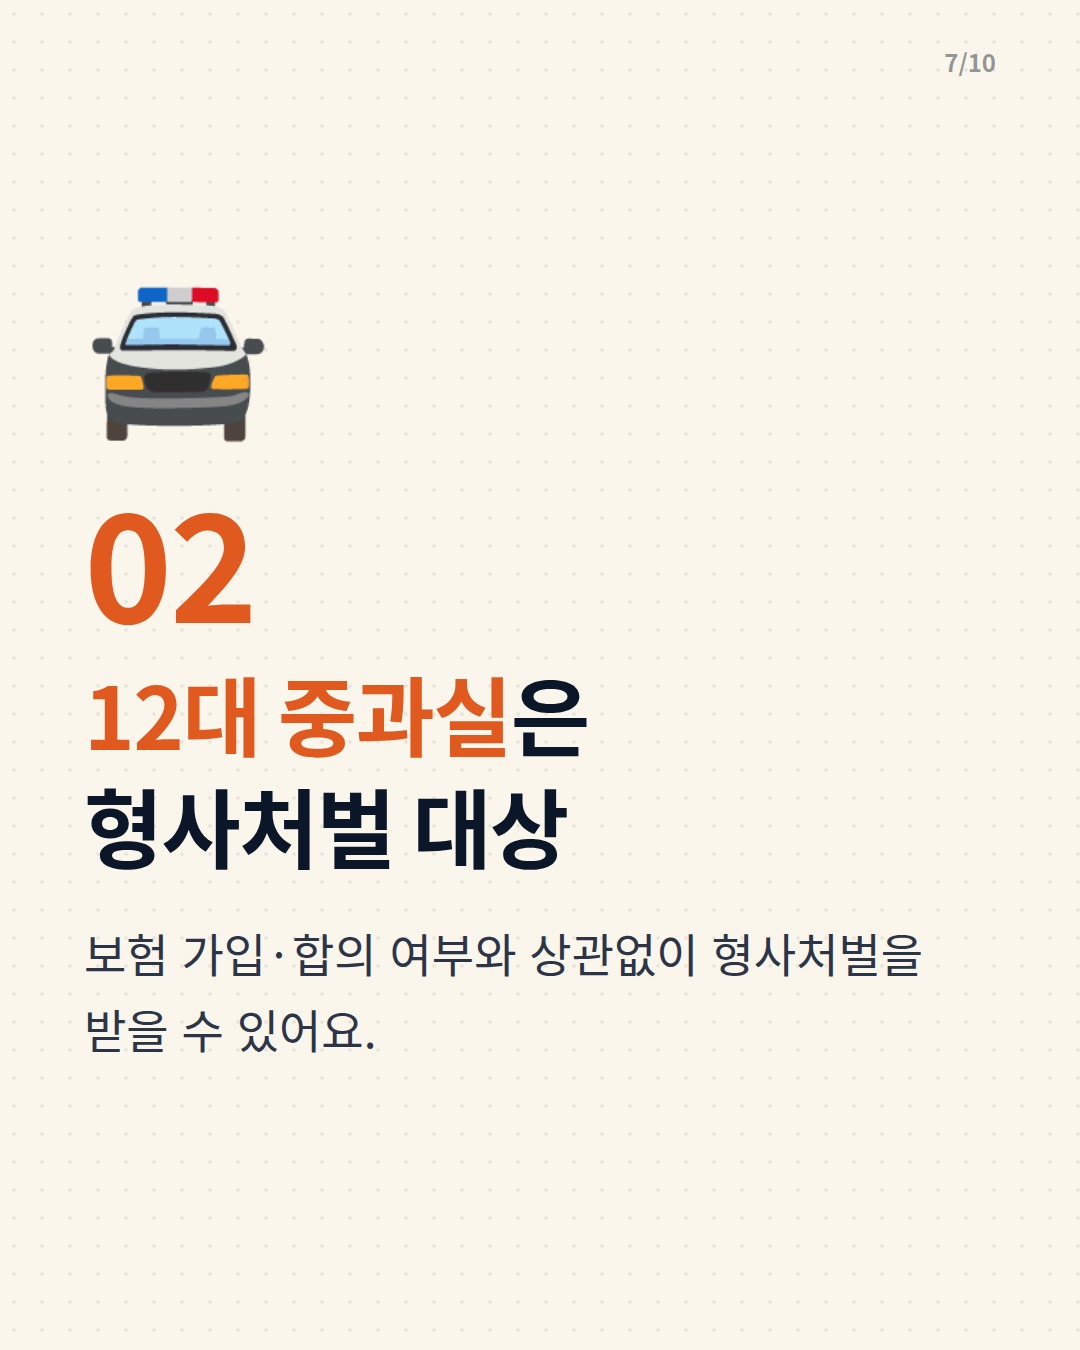 7/10
02
12대 중과실은
형사처벌 대상
보험 가입·합의 여부와 상관없이 형사처벌을
받을 수 있어요.